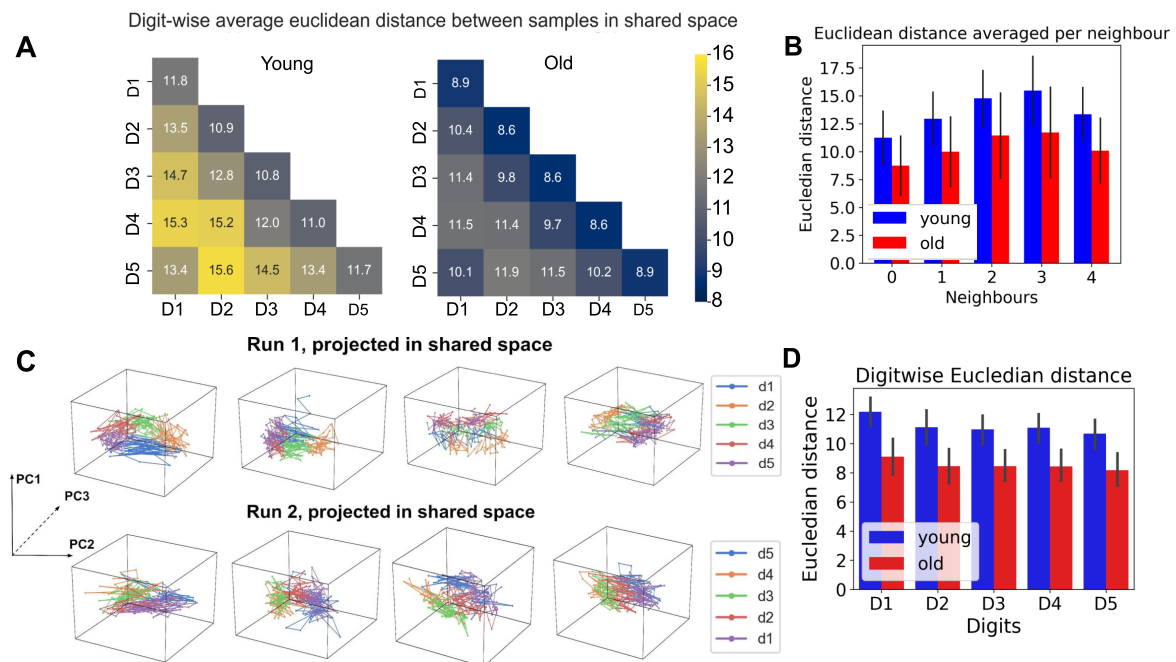 Digit-wise average euclidean distance between samples in shared space
A
Young
Old
D1
11.8
D2
13.5 10.9
D3
14.7 12.8 10.8
D4
15.3 15.2 12.0 11.0
D5
13.4 15.6 14.5 13.4 11.7
D1 D2 D3 D4 D5
8.9
10.4 8.6
11.4 9.8 8.6
11.5 11.4 9.7 8.6
10.1 11.9 11.5 10.2 8.9
D1 D2 D3 D4 D5
16
15
14
13
12
11
10
9
8
B
Euclidean distance averaged per neighbour
Eucledian distance
17.5
15.0
12.5
10.0
7.5
5.0
2.5
0.0
young
old
0 1 2 3 4
Neighbours
C
Run 1, projected in shared space
d1
d2
d3
d4
d5
PC1
PC3
PC2
Run 2, projected in shared space
d5
d4
d3
d2
d1
D
Digitwise Eucledian distance
Eucledian distance
12
10
8
6
4
2
0
young
old
D1 D2 D3 D4 D5
Digits